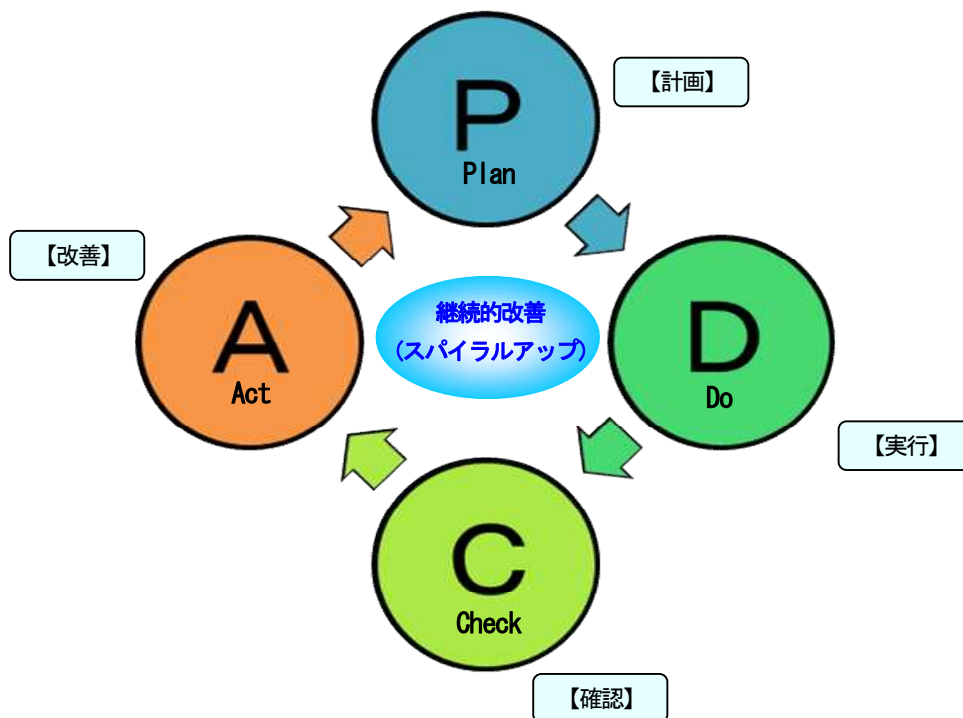 P
Plan
【計画】
【改善】
A
Act
継続的改善
(スパイラルアップ)
D
Do
【実行】
C
Check
【確認】